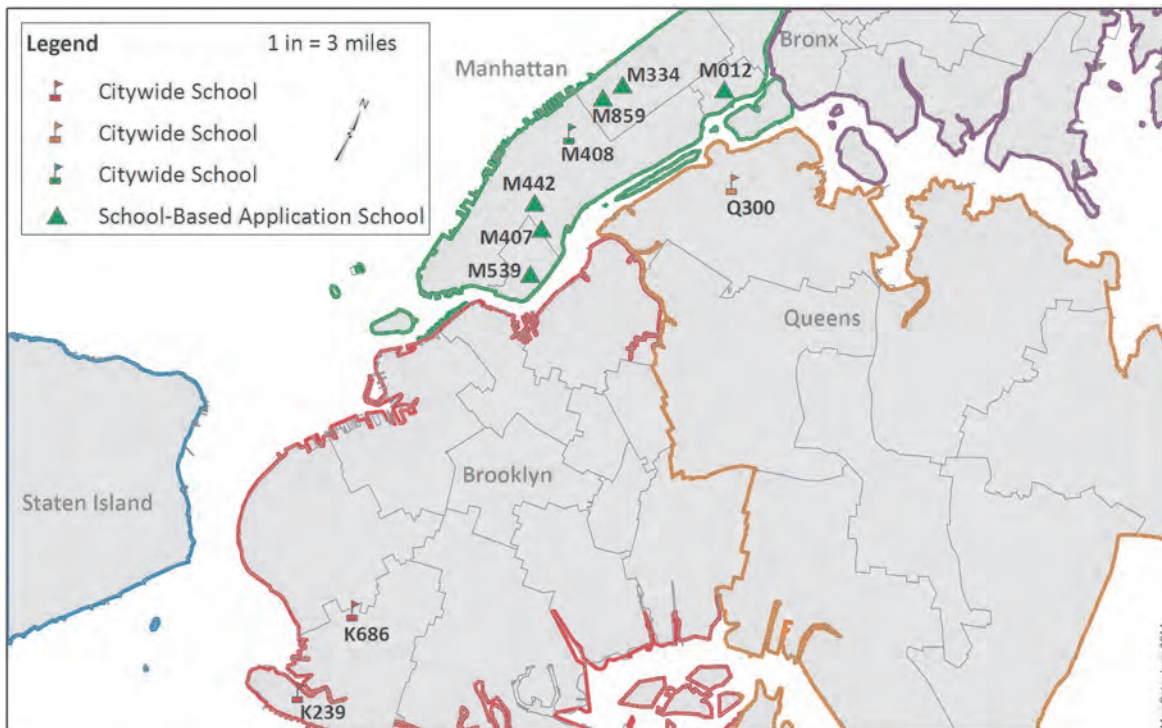 Legend 1 in = 3 miles
Citywide School
Citywide School
Citywide School
School-Based Application School
N
Manhattan
Bronx
M334
M012
M859
M408
M442
M407
M539
Q300
Queens
Brooklyn
Staten Island
K686
K239